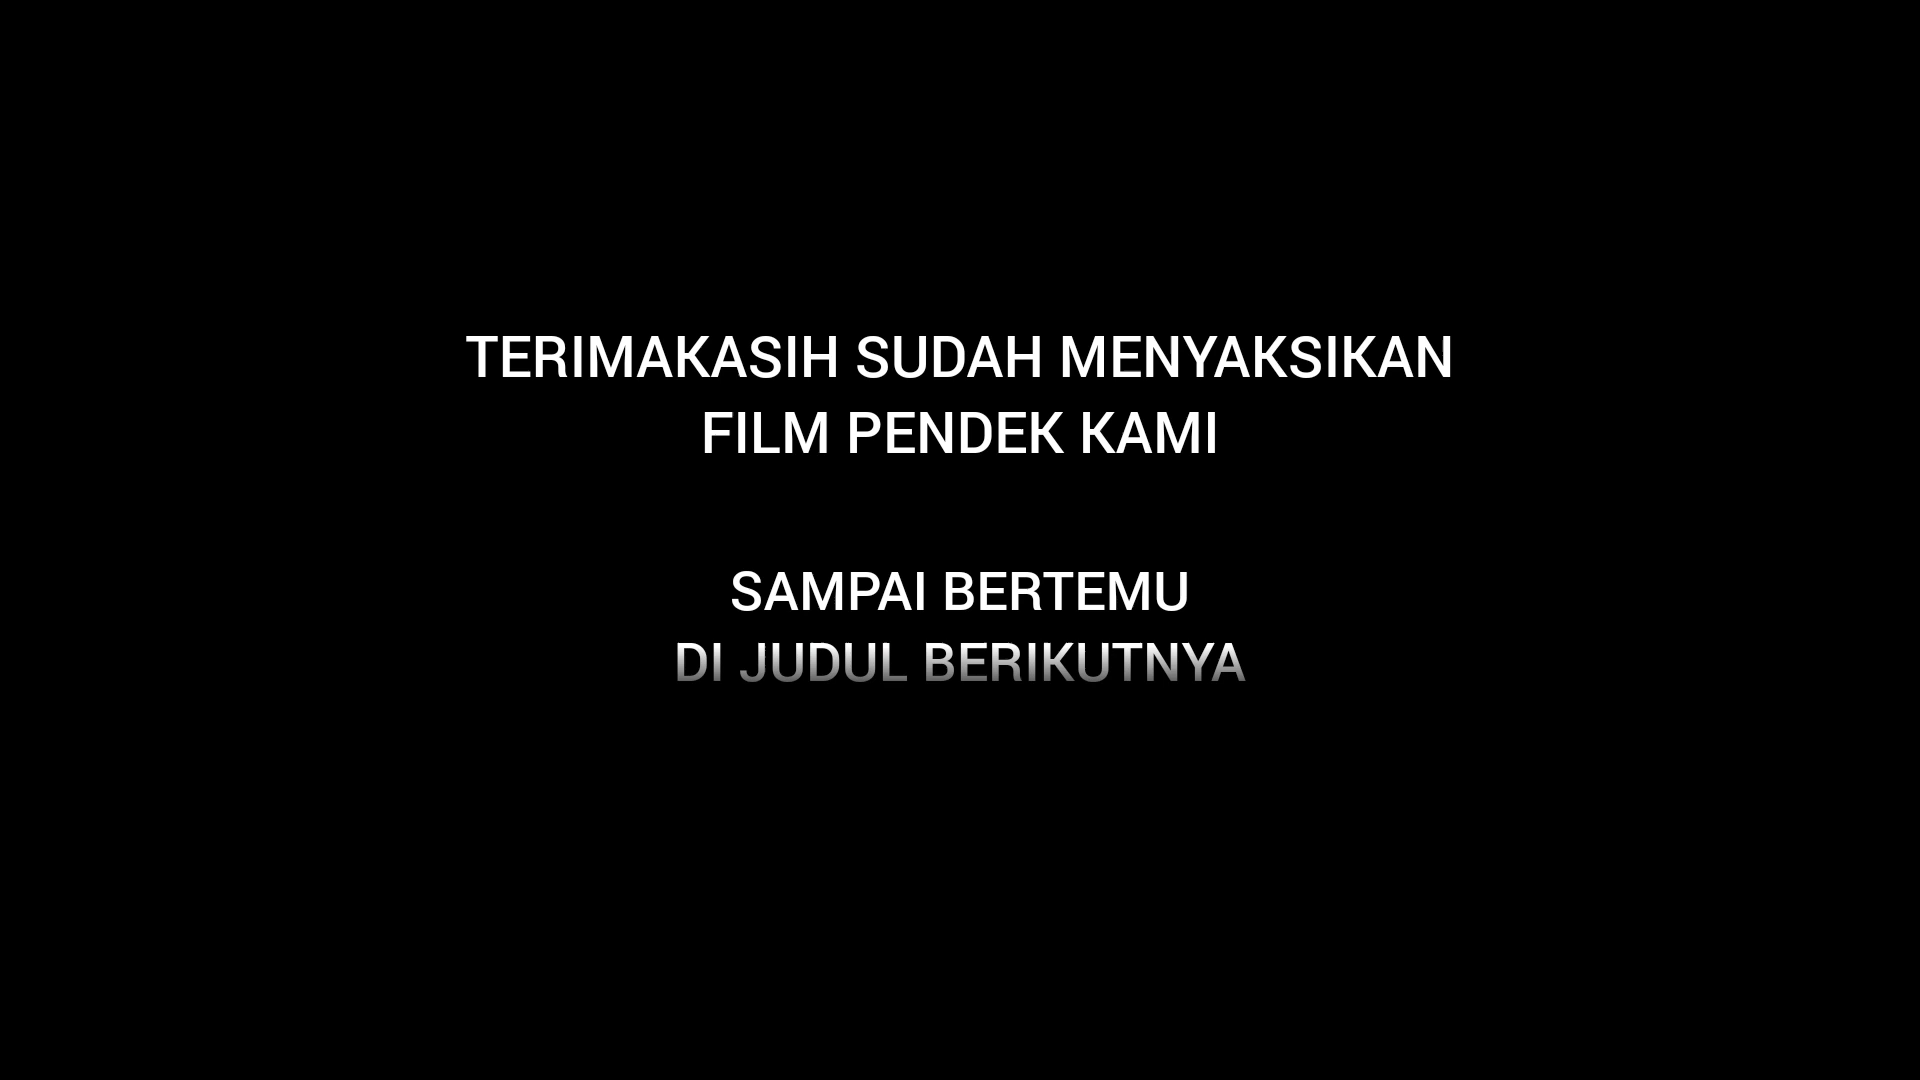 TERIMAKASIH SUDAH MENYAKSIKAN
FILM PENDEK KAMI
SAMPAI BERTEMU
DI JUDUL BERIKUTNYA